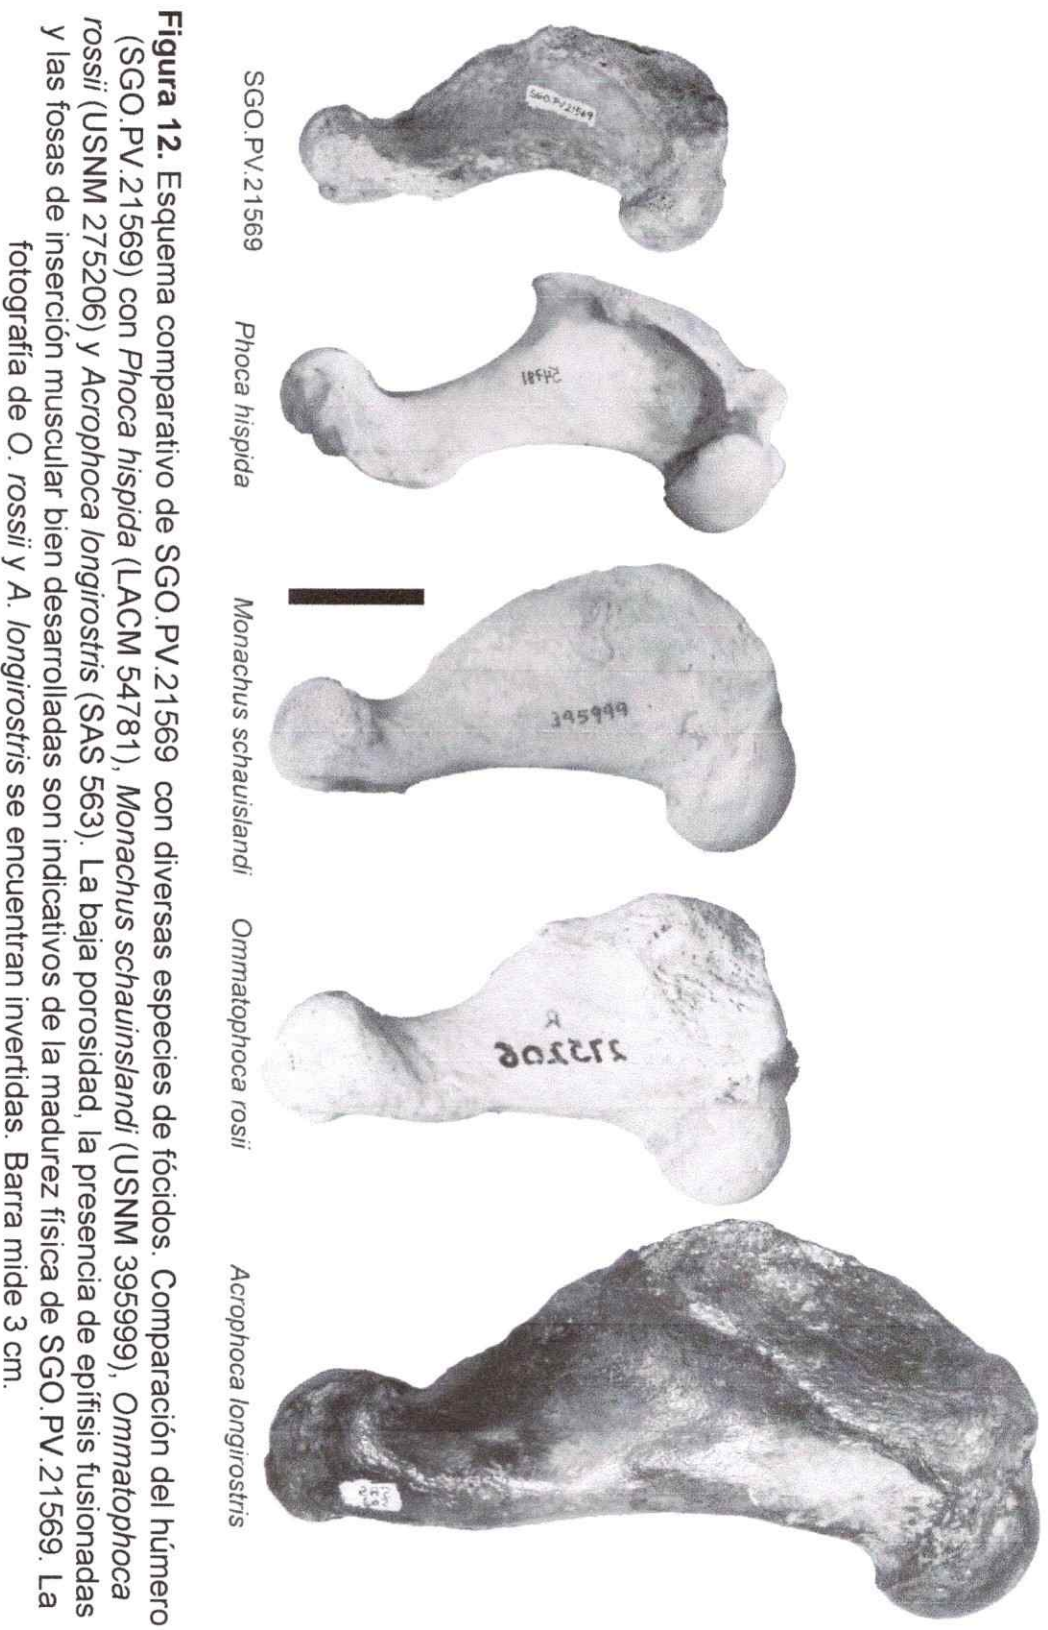 SGO.PV.21569
54781
395999
R
275206
SGO.PV.21569
Phoca hispida
Monachus schauislandi
Ommatophoca rosii
Acrophoca longirostris
Figura 12. Esquema comparativo de SGO.PV.21569 con diversas especies de fócidos. Comparación del húmero
(SGO.PV.21569) con Phoca hispida (LACM 54781), Monachus schauinslandi (USNM 395999), Ommatophoca
rossii (USNM 275206) y Acrophoca longirostris (SAS 563). La baja porosidad, la presencia de epífisis fusionadas
y las fosas de inserción muscular bien desarrolladas son indicativos de la madurez física de SGO.PV.21569. La
fotografía de O. rossii y A. longirostris se encuentran invertidas. Barra mide 3 cm.